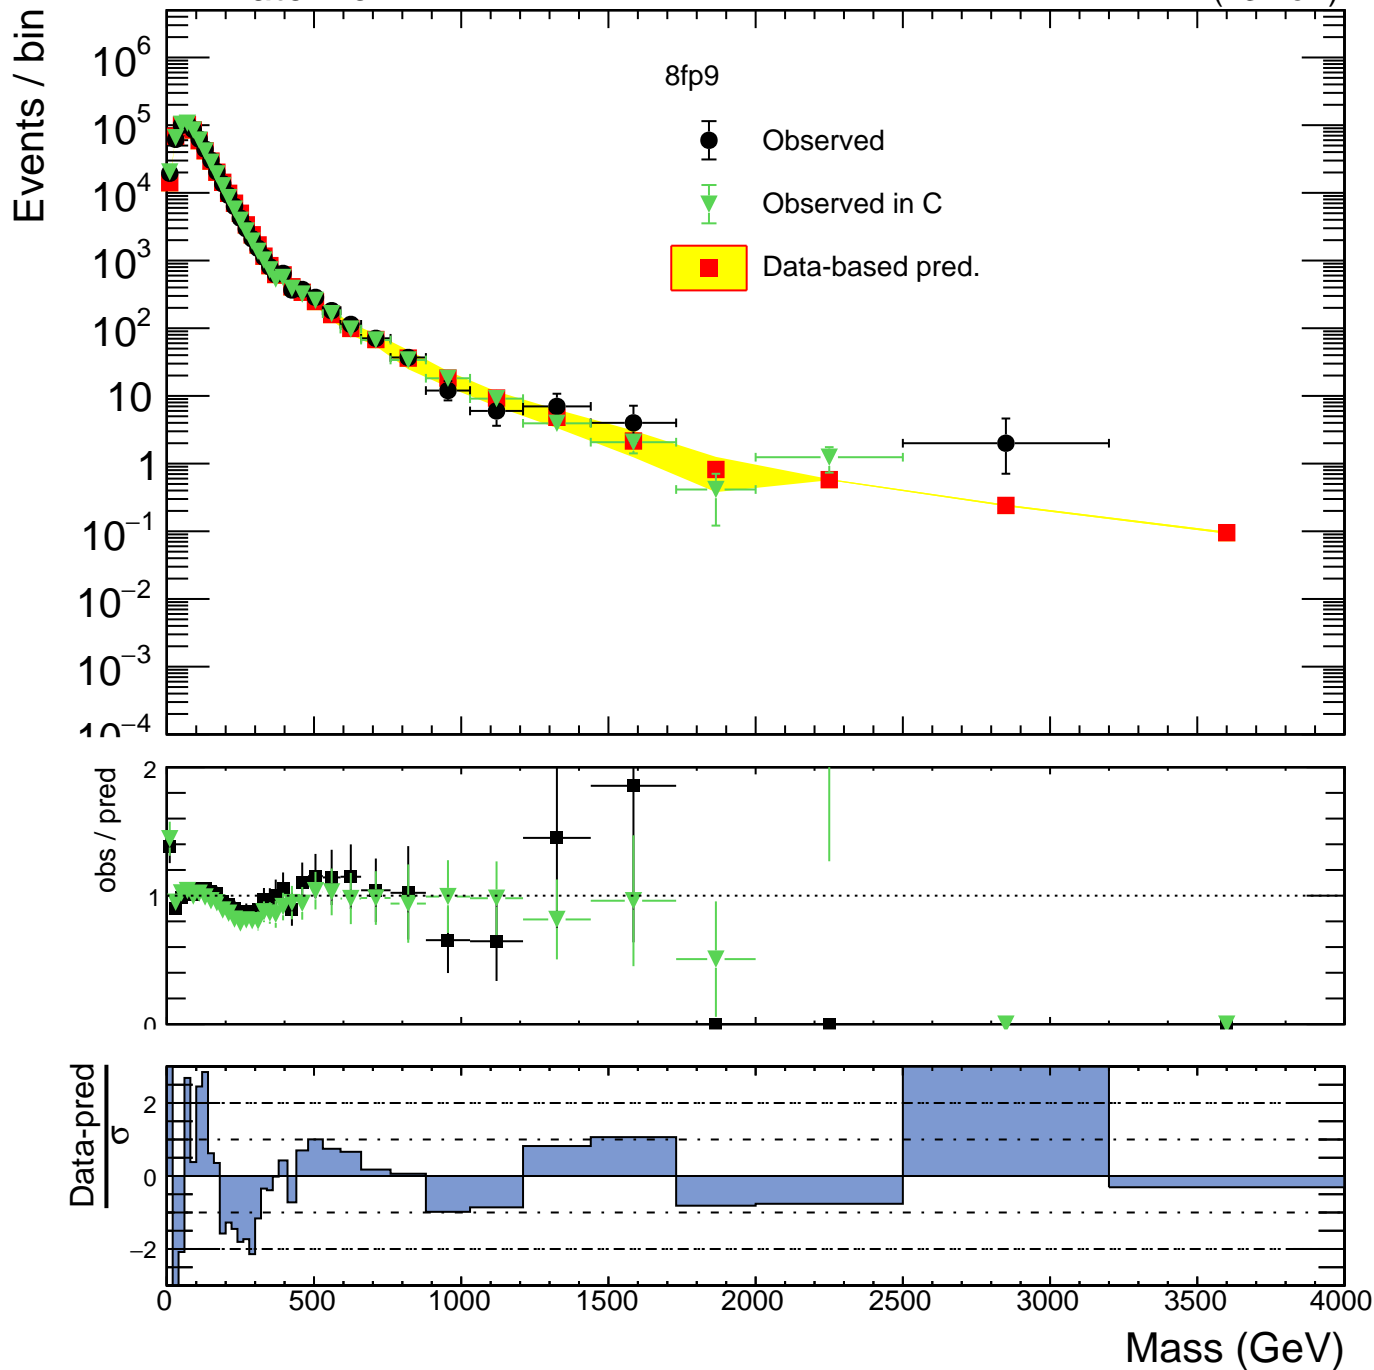 Events / bin
10^6
10^5
10^4
10^3
10^2
10
1
10^−1
10^−2
10^−3
10^−4
8fp9
Observed
Observed in C
Data-based pred.
obs / pred
2
1
0
Data-pred
σ
2
0
−2
0 500 1000 1500 2000 2500 3000 3500 4000
Mass (GeV)